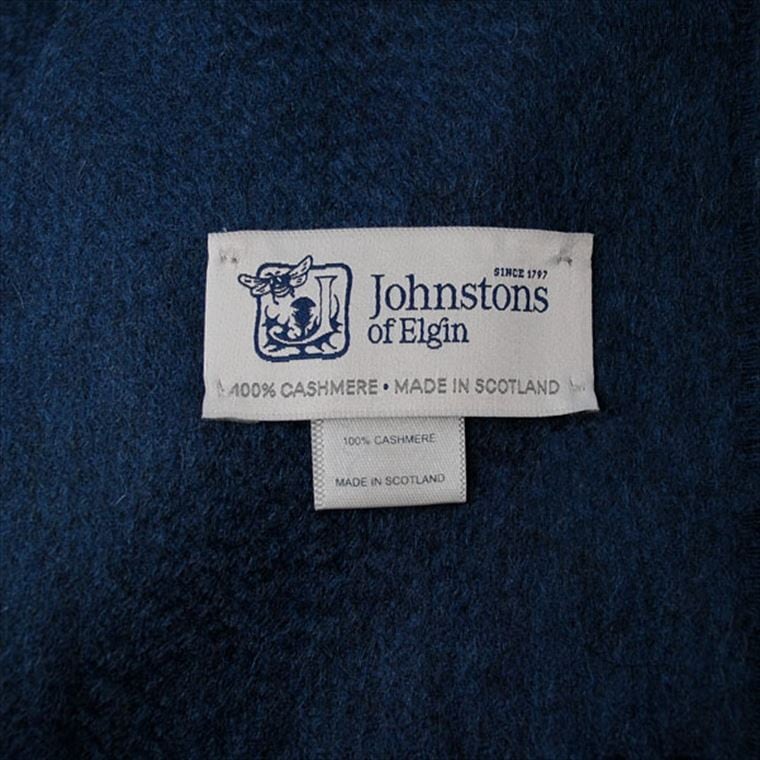 SINCE 1797
Johnstons
of Elgin
100% CASHMERE • MADE IN SCOTLAND
100% CASHMERE
MADE IN SCOTLAND